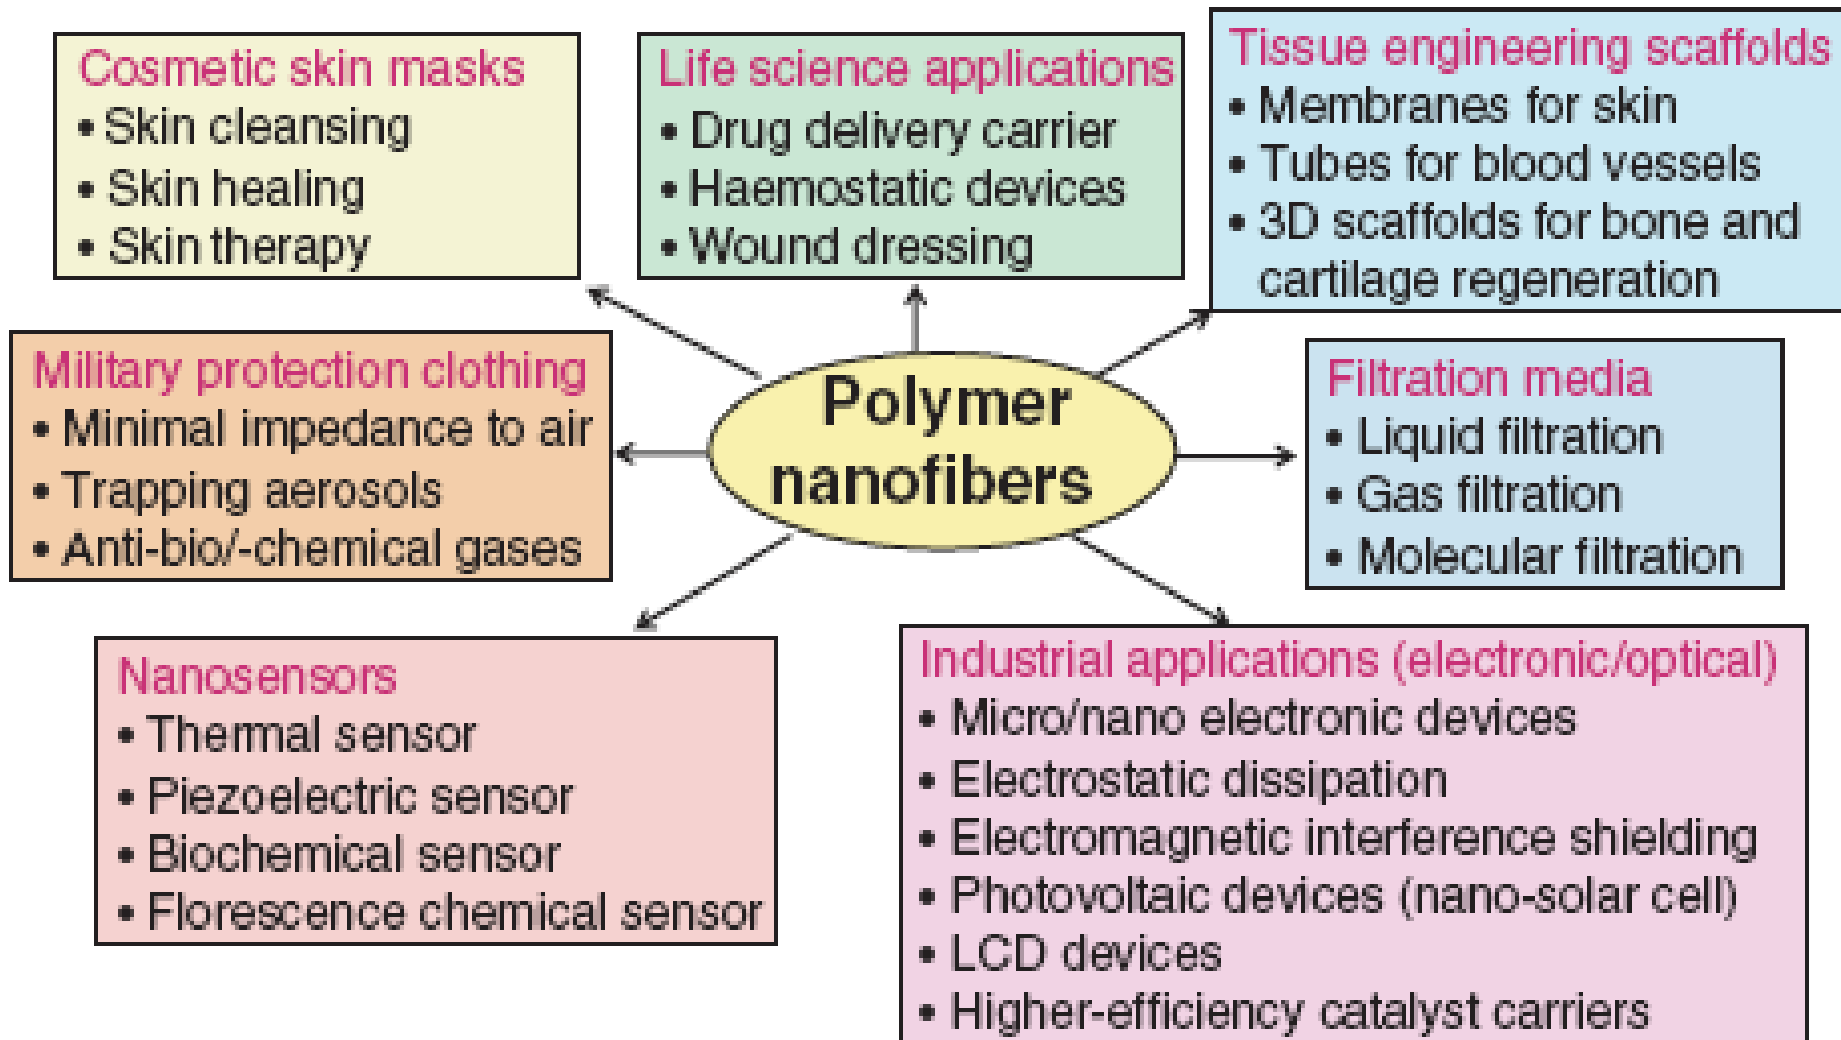 Cosmetic skin masks
• Skin cleansing
• Skin healing
• Skin therapy
Life science applications
• Drug delivery carrier
• Haemostatic devices
• Wound dressing
Tissue engineering scaffolds
• Membranes for skin
• Tubes for blood vessels
• 3D scaffolds for bone and
cartilage regeneration
Military protection clothing
• Minimal impedance to air
• Trapping aerosols
• Anti-bio/-chemical gases
Polymer
nanofibers
Filtration media
• Liquid filtration
• Gas filtration
• Molecular filtration
Nanosensors
• Thermal sensor
• Piezoelectric sensor
• Biochemical sensor
• Florescence chemical sensor
Industrial applications (electronic/optical)
• Micro/nano electronic devices
• Electrostatic dissipation
• Electromagnetic interference shielding
• Photovoltaic devices (nano-solar cell)
• LCD devices
• Higher-efficiency catalyst carriers